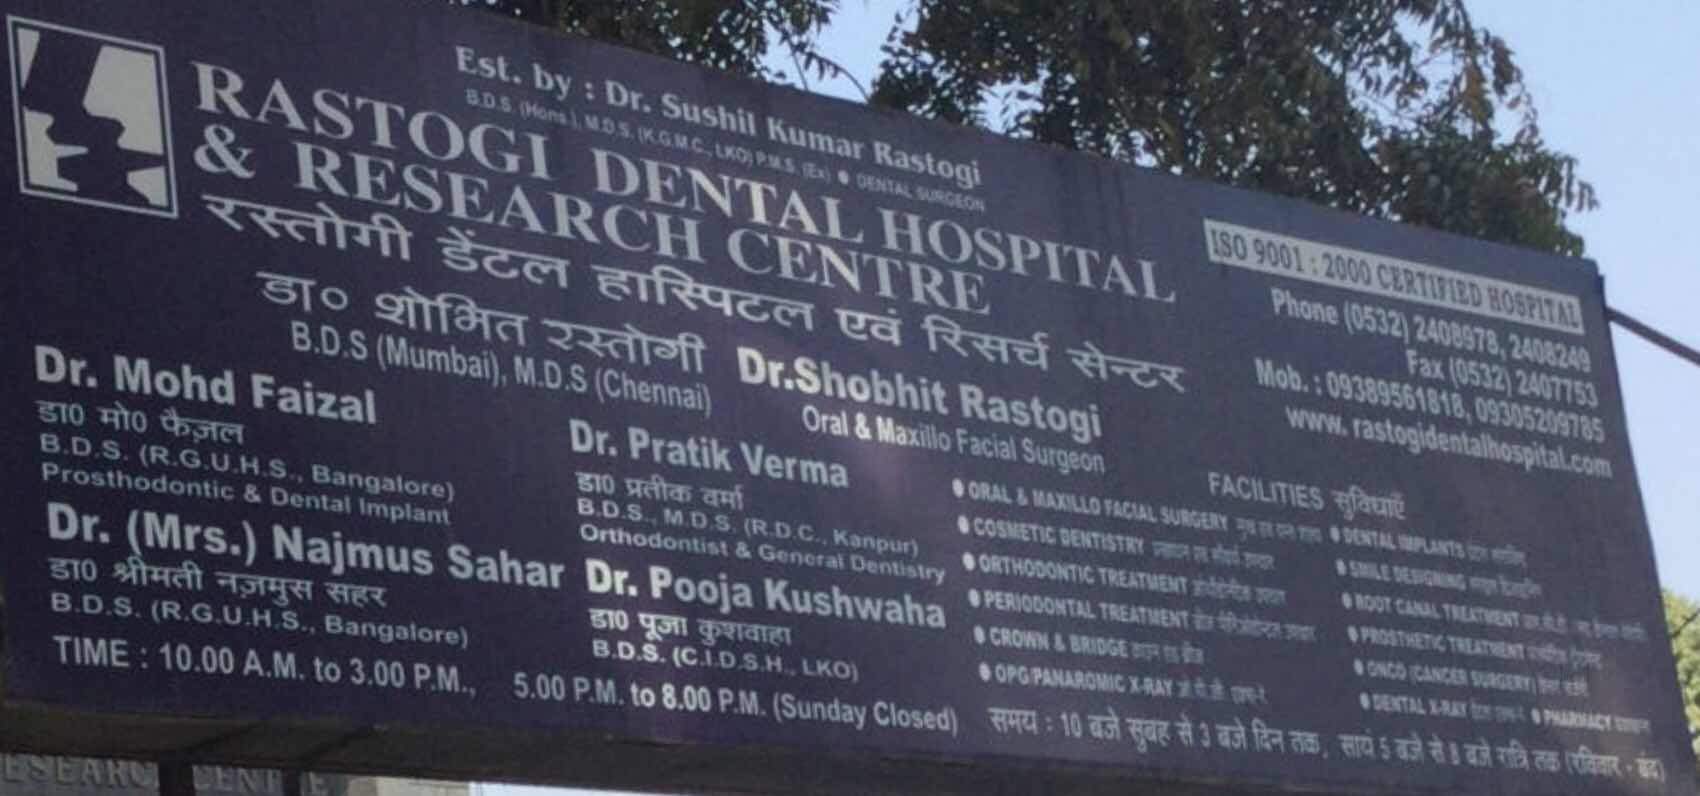 Est. by : Dr. Sushil Kumar Rastogi
B.D.S. (Hons.), M.D.S. (K.G.M.C., LKO) P.M.S. (Ex) ● DENTAL SURGEON
RASTOGI DENTAL HOSPITAL
& RESEARCH CENTRE
रस्तोगी डेंटल हास्पिटल एवं रिसर्च सेन्टर
डा० शोभित रस्तोगी Dr.Shobhit Rastogi
B.D.S (Mumbai), M.D.S (Chennai) Oral & Maxillo Facial Surgeon
ISO 9001 : 2000 CERTIFIED HOSPITAL
Phone (0532) 2408978, 2408249
Fax (0532) 2407753
Mob. : 09389561818, 09305209785
www. rastogidentalhospital.com
Dr. Mohd Faizal
डा0 मो0 फैज़ल
B.D.S. (R.G.U.H.S., Bangalore)
Prosthodontic & Dental Implant
Dr. (Mrs.) Najmus Sahar
डा0 श्रीमती नज़मुस सहर
B.D.S. (R.G.U.H.S., Bangalore)
Dr. Pratik Verma
डा0 प्रतीक वर्मा
B.D.S., M.D.S. (R.D.C., Kanpur)
Orthodontist & General Dentistry
Dr. Pooja Kushwaha
डा0 पूजा कुशवाहा
B.D.S. (C.I.D.S.H., LKO)
FACILITIES सुविधाएँ
● ORAL & MAXILLO FACIAL SURGERY
● COSMETIC DENTISTRY
● ORTHODONTIC TREATMENT
● PERIODONTAL TREATMENT
● CROWN & BRIDGE
● OPG/PANAROMIC X-RAY
● DENTAL IMPLANTS
● SMILE DESIGNING
● ROOT CANAL TREATMENT
● PROSTHETIC TREATMENT
● ONCO (CANCER SURGERY)
● DENTAL X-RAY ● PHARMACY
TIME : 10.00 A.M. to 3.00 P.M., 5.00 P.M. to 8.00 P.M. (Sunday Closed)
समय : 10 बजे सुबह से 3 बजे दिन तक, सायं 5 बजे से 8 बजे रात्रि तक (रविवार - बंद)